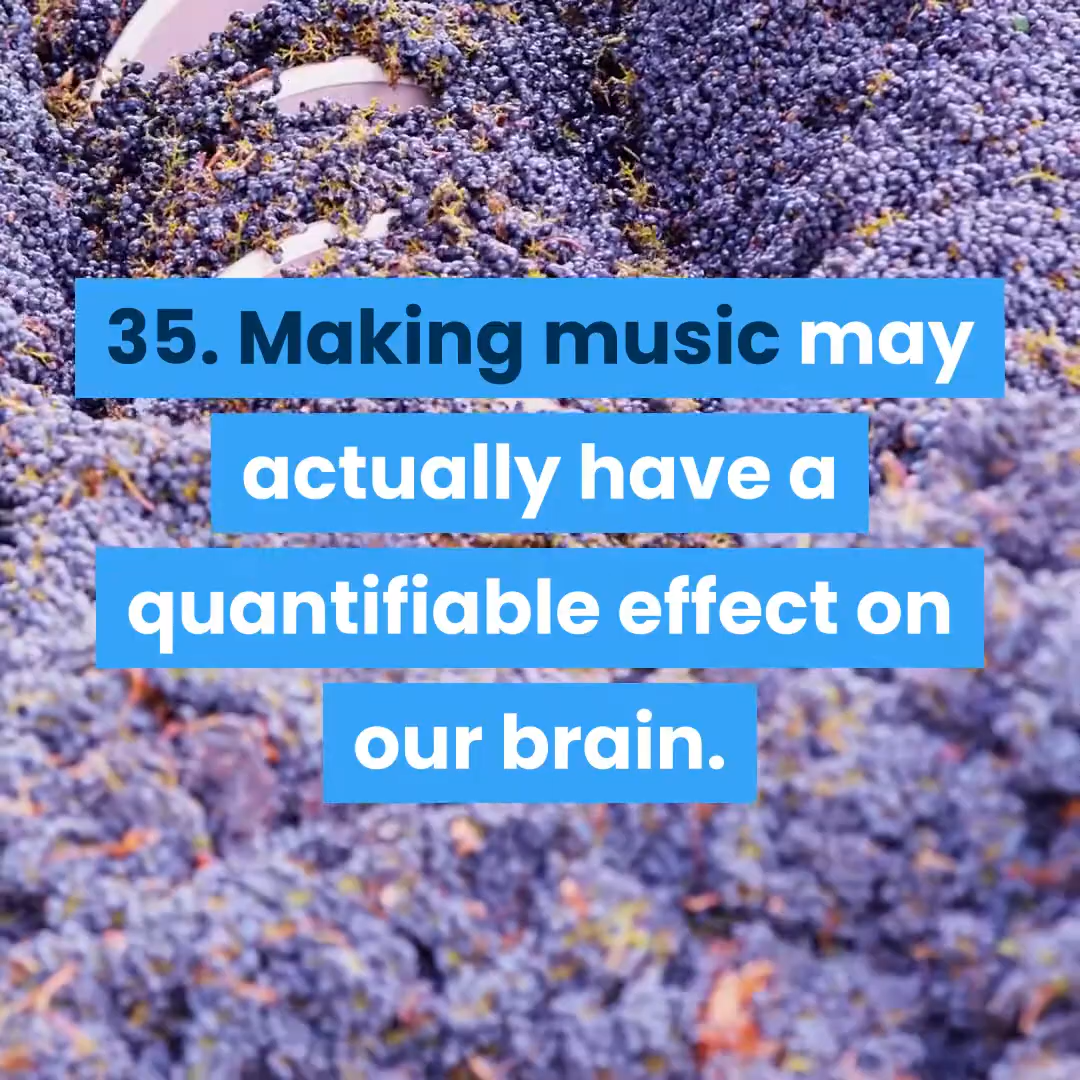 35. Making music may
actually have a
quantifiable effect on
our brain.